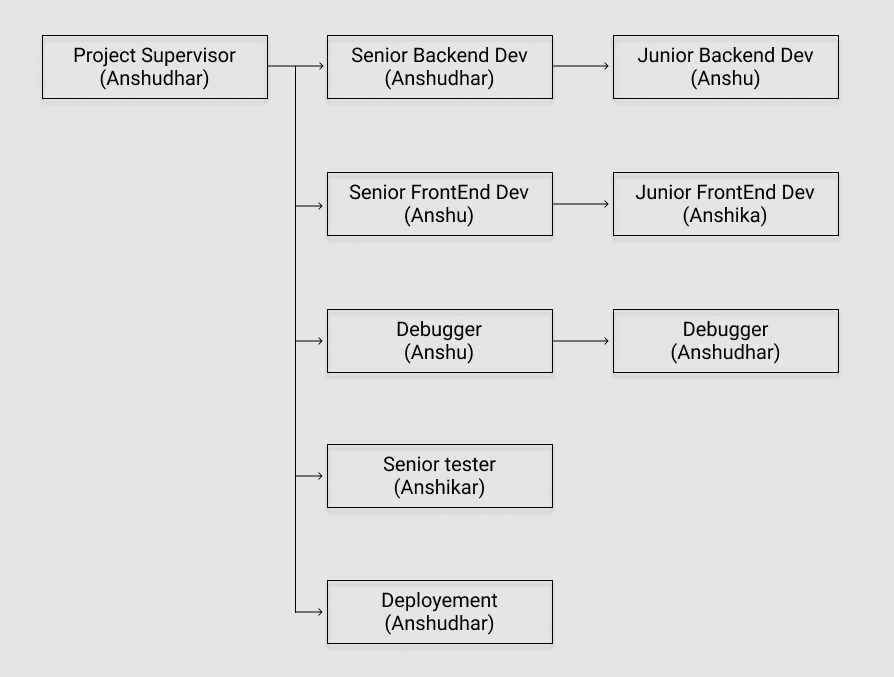 Project Supervisor
(Anshudhar)
Senior Backend Dev
(Anshudhar)
Junior Backend Dev
(Anshu)
Senior FrontEnd Dev
(Anshu)
Junior FrontEnd Dev
(Anshika)
Debugger
(Anshu)
Debugger
(Anshudhar)
Senior tester
(Anshikar)
Deployement
(Anshudhar)